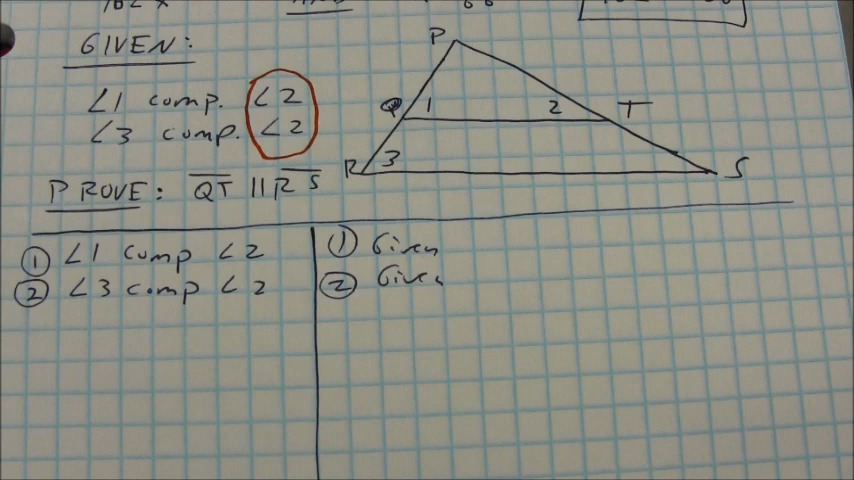 GIVEN:
∠1 comp. ∠2
∠3 comp. ∠2
PROVE: QT || RS
P
Q 1 2 T
R 3 S
① ∠1 comp ∠2 ① Given
② ∠3 comp ∠2 ② Given